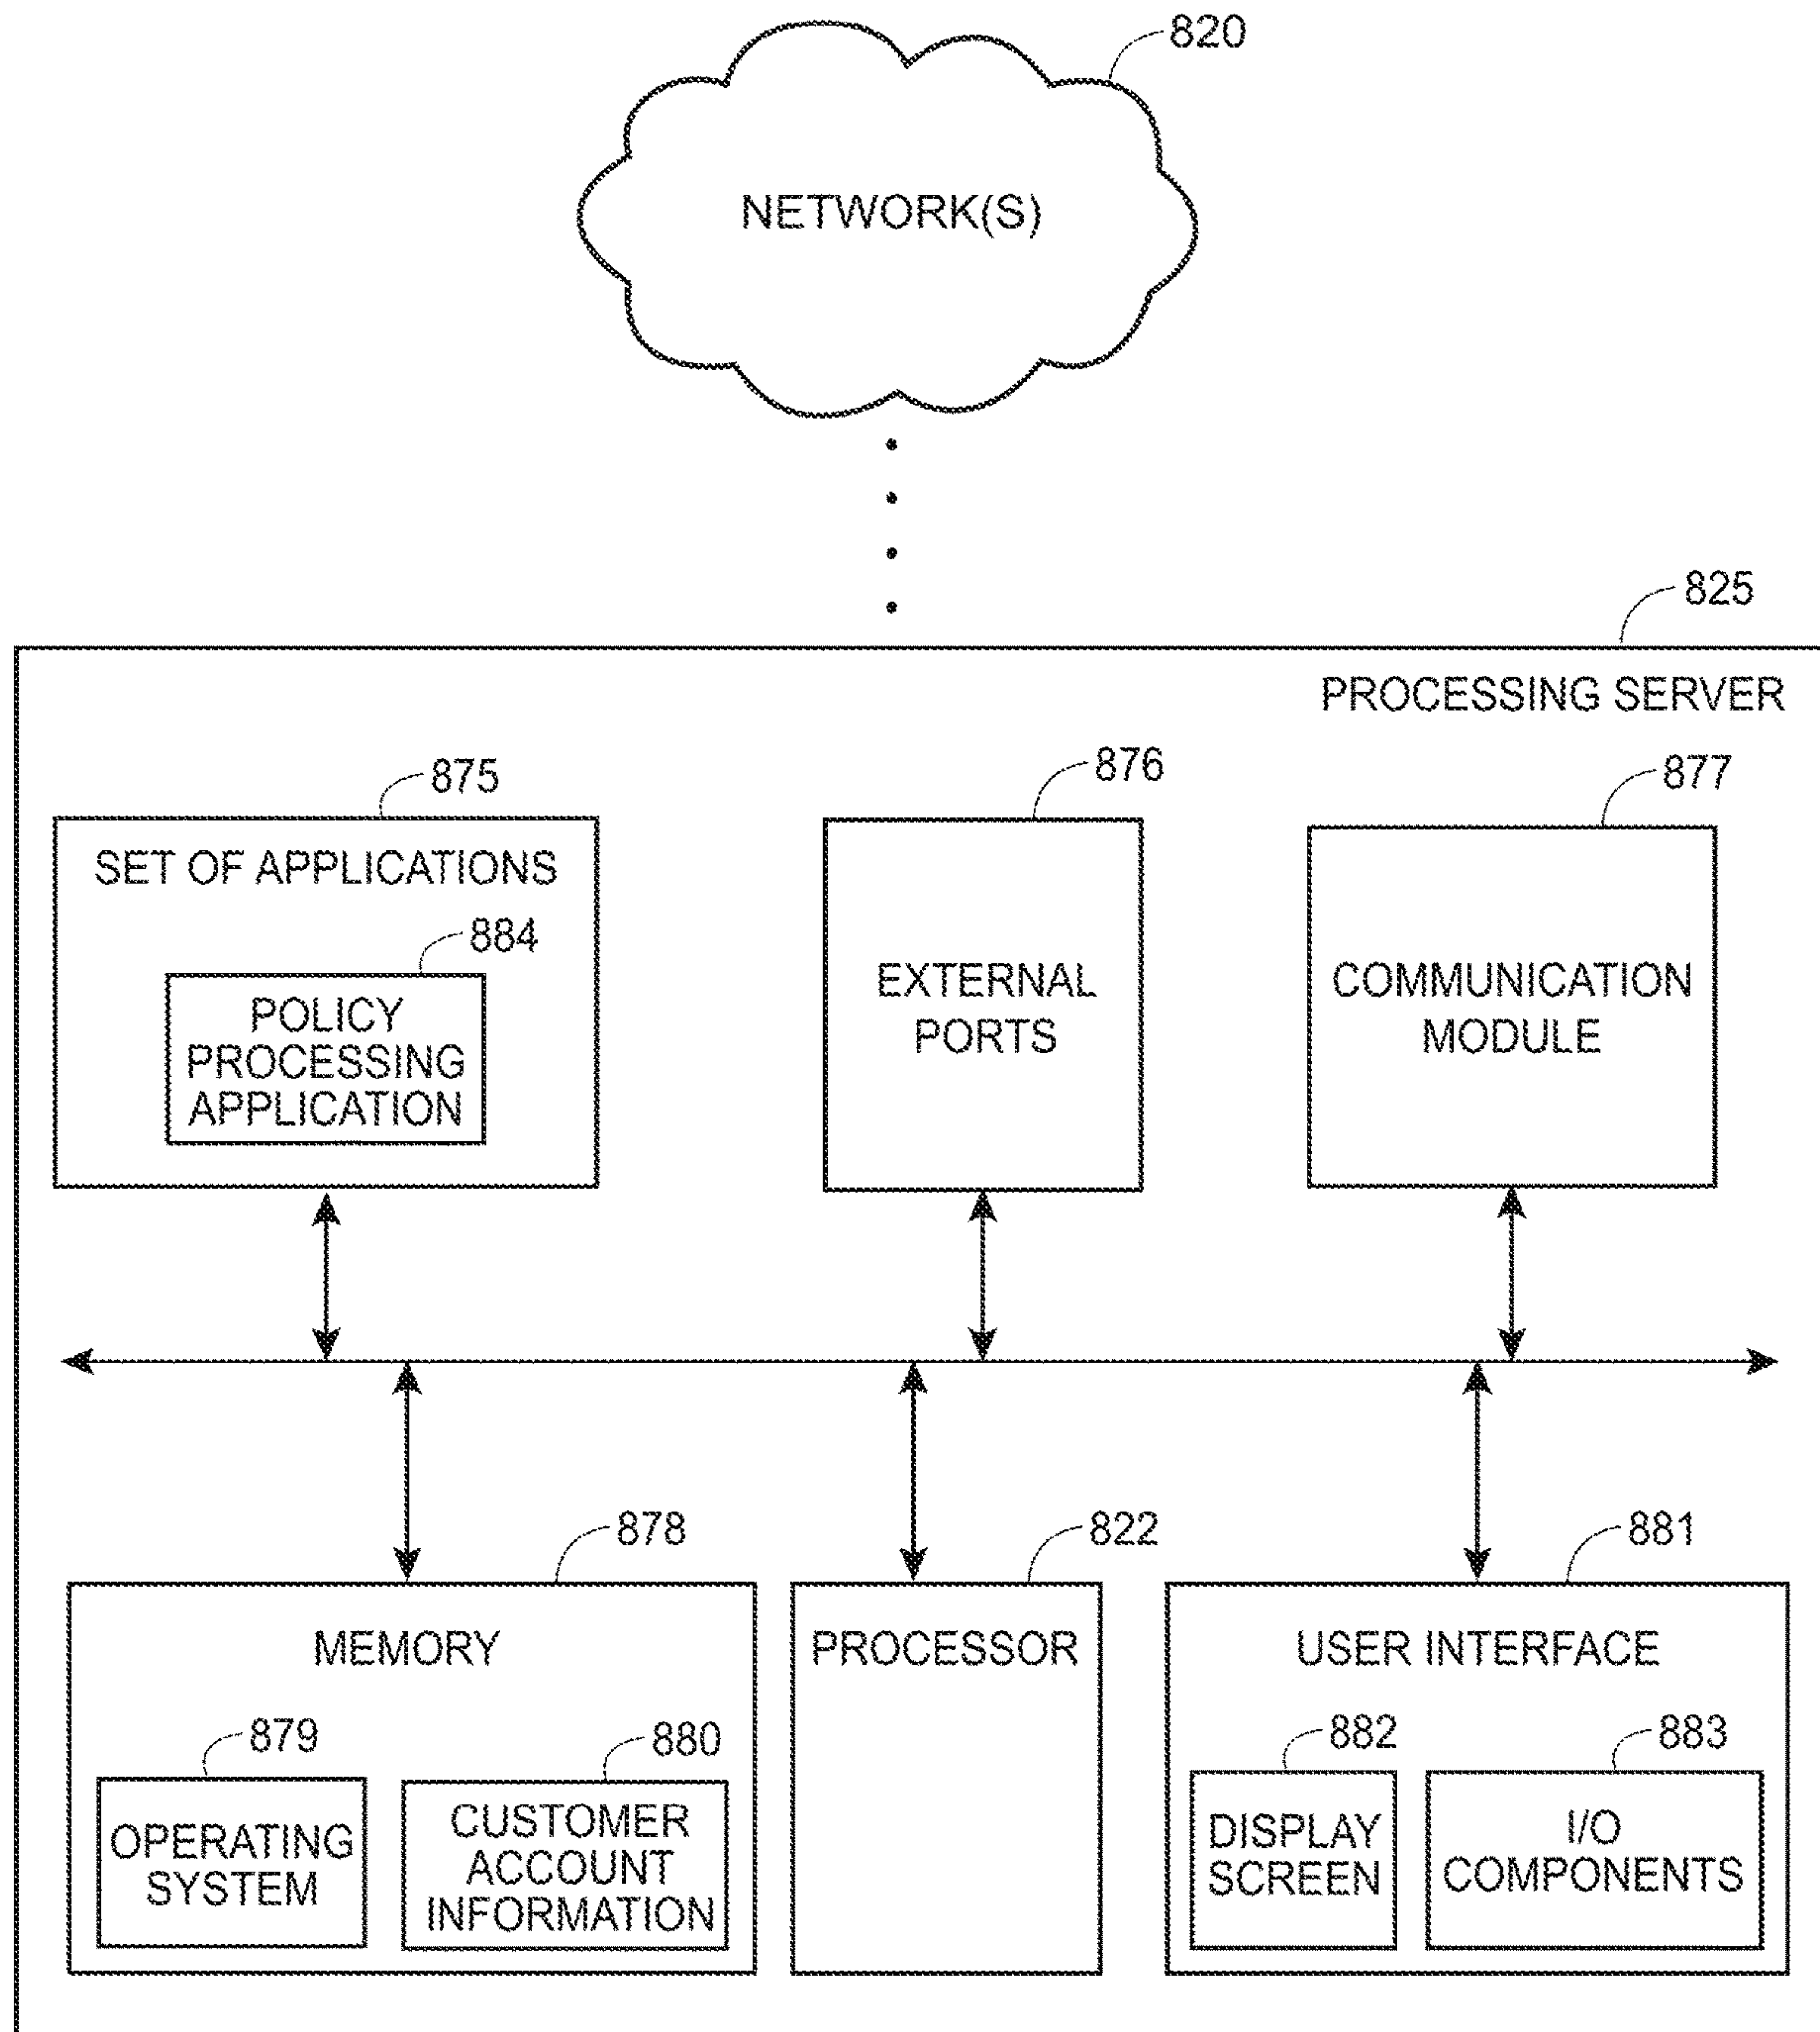 820
NETWORK(S)
825
PROCESSING SERVER
875
876
877
SET OF APPLICATIONS
884
POLICY
PROCESSING
APPLICATION
EXTERNAL
PORTS
COMMUNICATION
MODULE
878
822
881
MEMORY
PROCESSOR
USER INTERFACE
879
880
882
883
OPERATING
SYSTEM
CUSTOMER
ACCOUNT
INFORMATION
DISPLAY
SCREEN
I/O
COMPONENTS